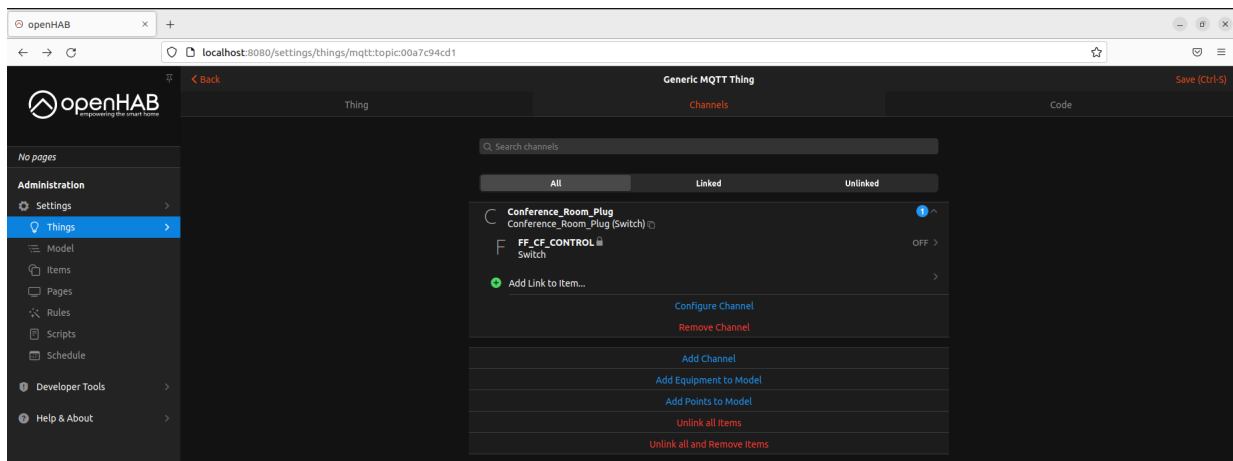 openHAB
localhost:8080/settings/things/mqtt:topic:00a7c94cd1
openHAB
empowering the smart home
Back
Generic MQTT Thing
Save (Ctrl-S)
Thing
Channels
Code
Search channels
All
Linked
Unlinked
No pages
Administration
Settings
Things
Model
Items
Pages
Rules
Scripts
Schedule
Developer Tools
Help & About
C
Conference_Room_Plug
1
Conference_Room_Plug (Switch)
F
FF_CF_CONTROL
OFF
Switch
Add Link to Item...
Configure Channel
Remove Channel
Add Channel
Add Equipment to Model
Add Points to Model
Unlink all Items
Unlink all and Remove Items